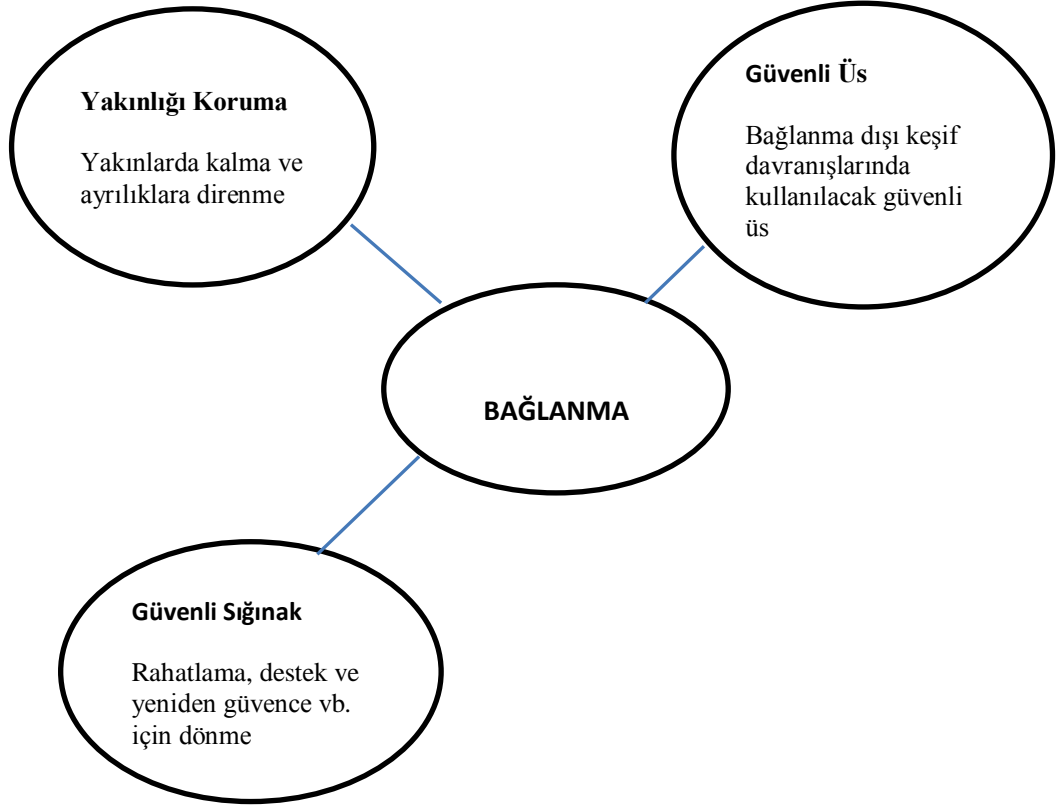 Yakınlığı Koruma
Yakınlarda kalma ve
ayrılıklara direnme
Güvenli Üs
Bağlanma dışı keşif
davranışlarında
kullanılacak güvenli
üs
BAĞLANMA
Güvenli Sığınak
Rahatlama, destek ve
yeniden güvence vb.
için dönme